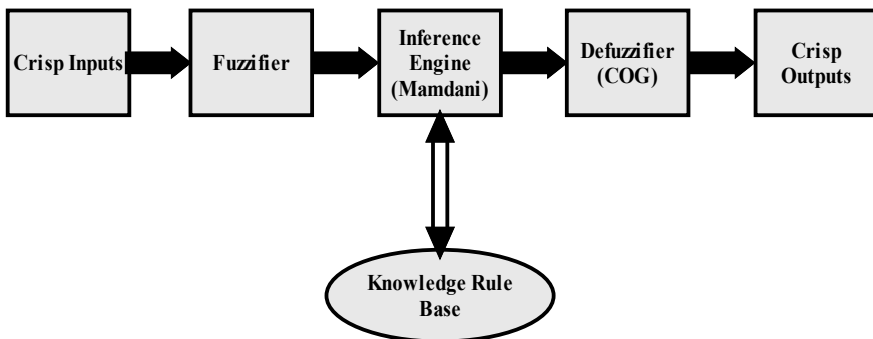 Crisp Inputs
Fuzzifier
Inference
Engine
(Mamdani)
Defuzzifier
(COG)
Crisp
Outputs
Knowledge Rule
Base